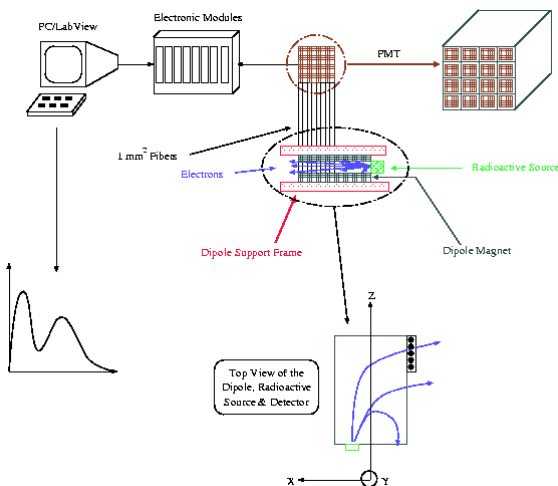 PC/LabView
Electronic Modules
PMT
1 mm² Fibers
Electrons
Radioactive Source
Dipole Support Frame
Dipole Magnet
Z
Top View of the
Dipole, Radioactive
Source & Detector
X
Y